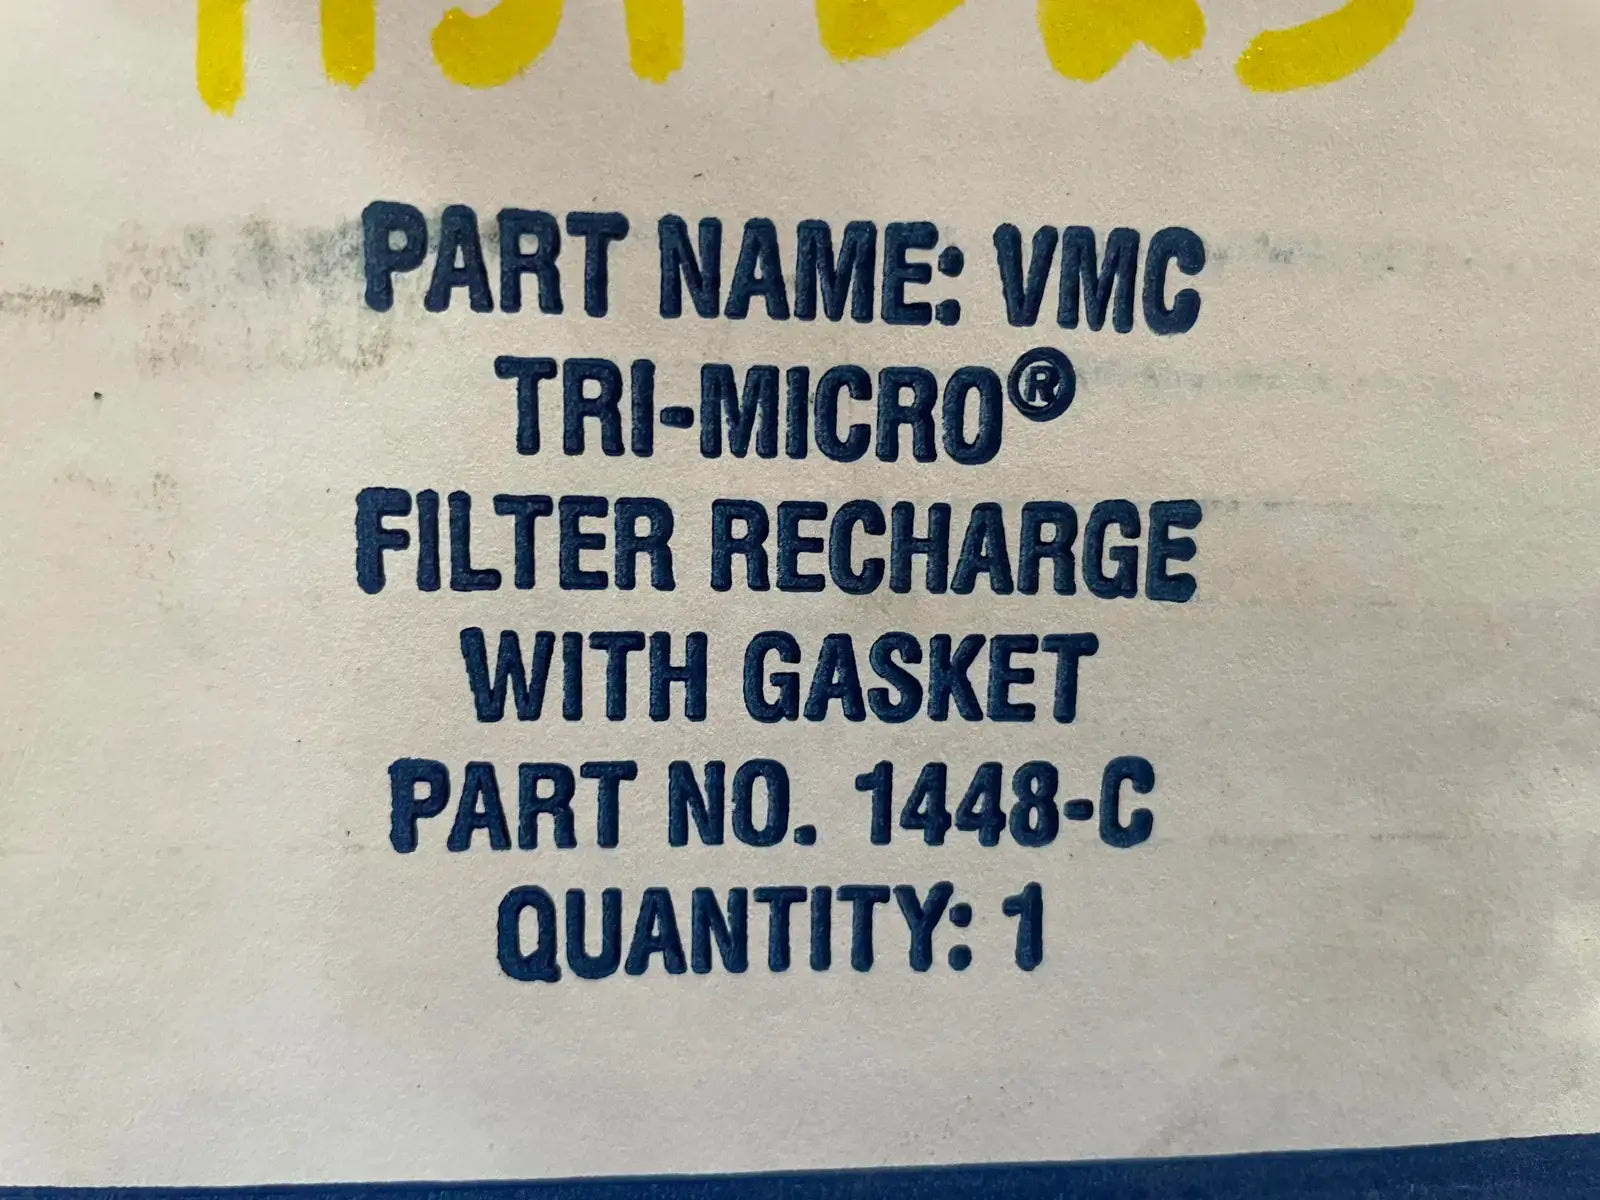 PART NAME: VMC
TRI-MICRO®
FILTER RECHARGE
WITH GASKET
PART NO. 1448-C
QUANTITY: 1